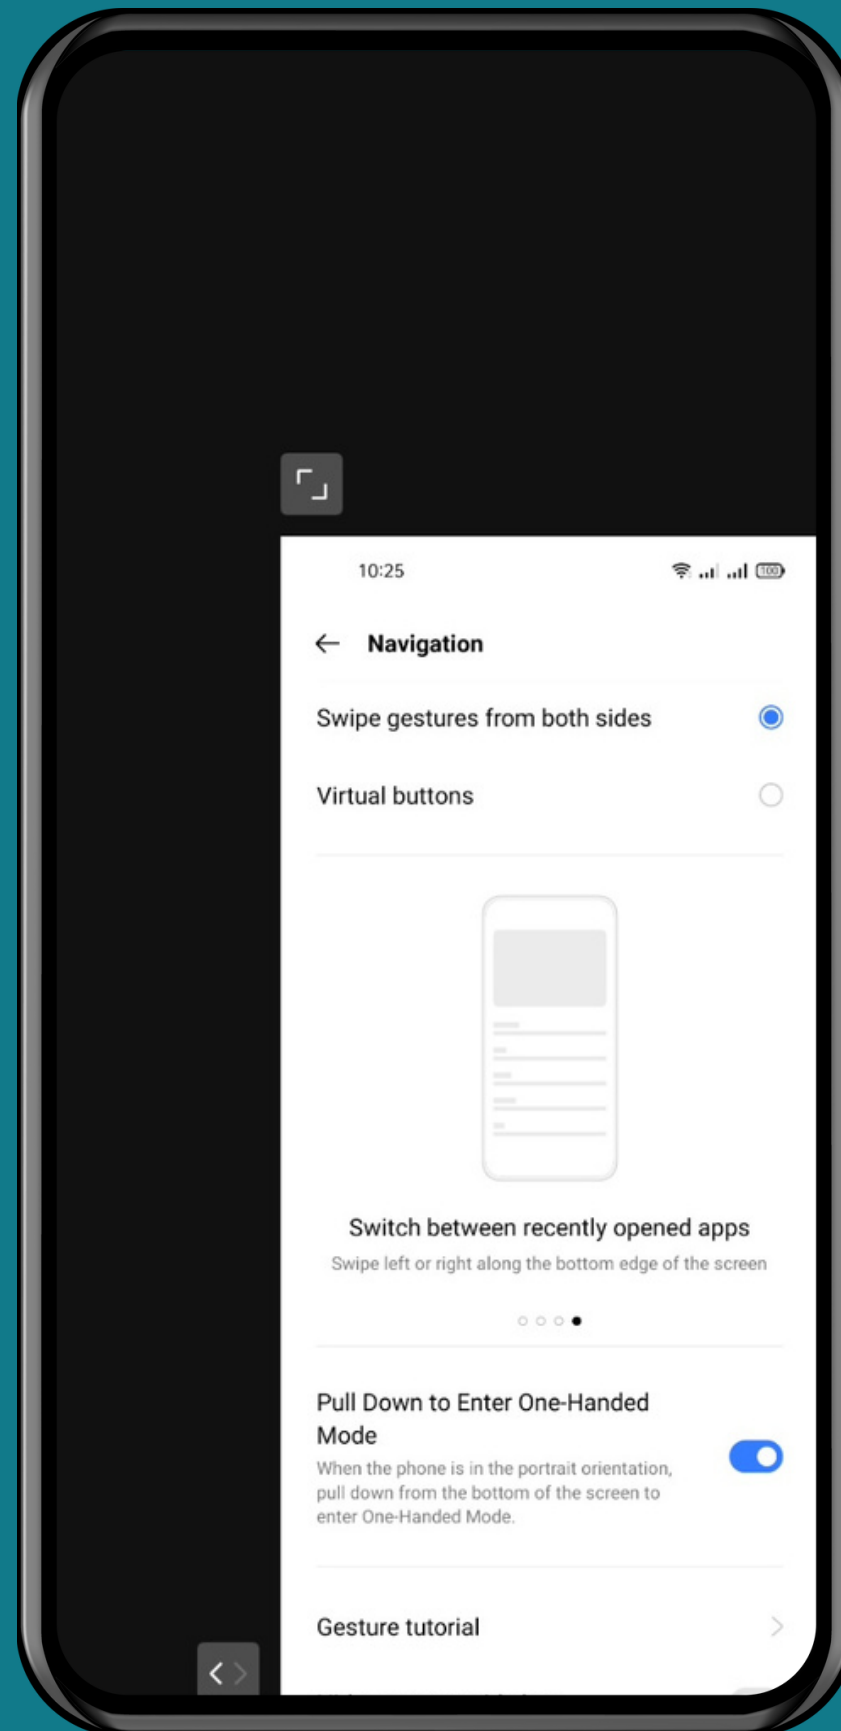 10:25
100
Navigation
Swipe gestures from both sides
Virtual buttons
Switch between recently opened apps
Swipe left or right along the bottom edge of the screen
Pull Down to Enter One-Handed
Mode
When the phone is in the portrait orientation,
pull down from the bottom of the screen to
enter One-Handed Mode.
Gesture tutorial